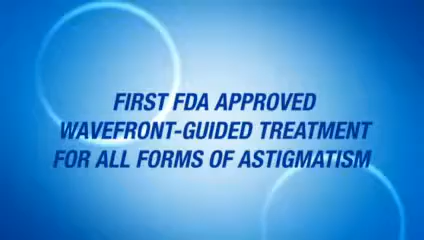 FIRST FDA APPROVED
WAVEFRONT-GUIDED TREATMENT
FOR ALL FORMS OF ASTIGMATISM